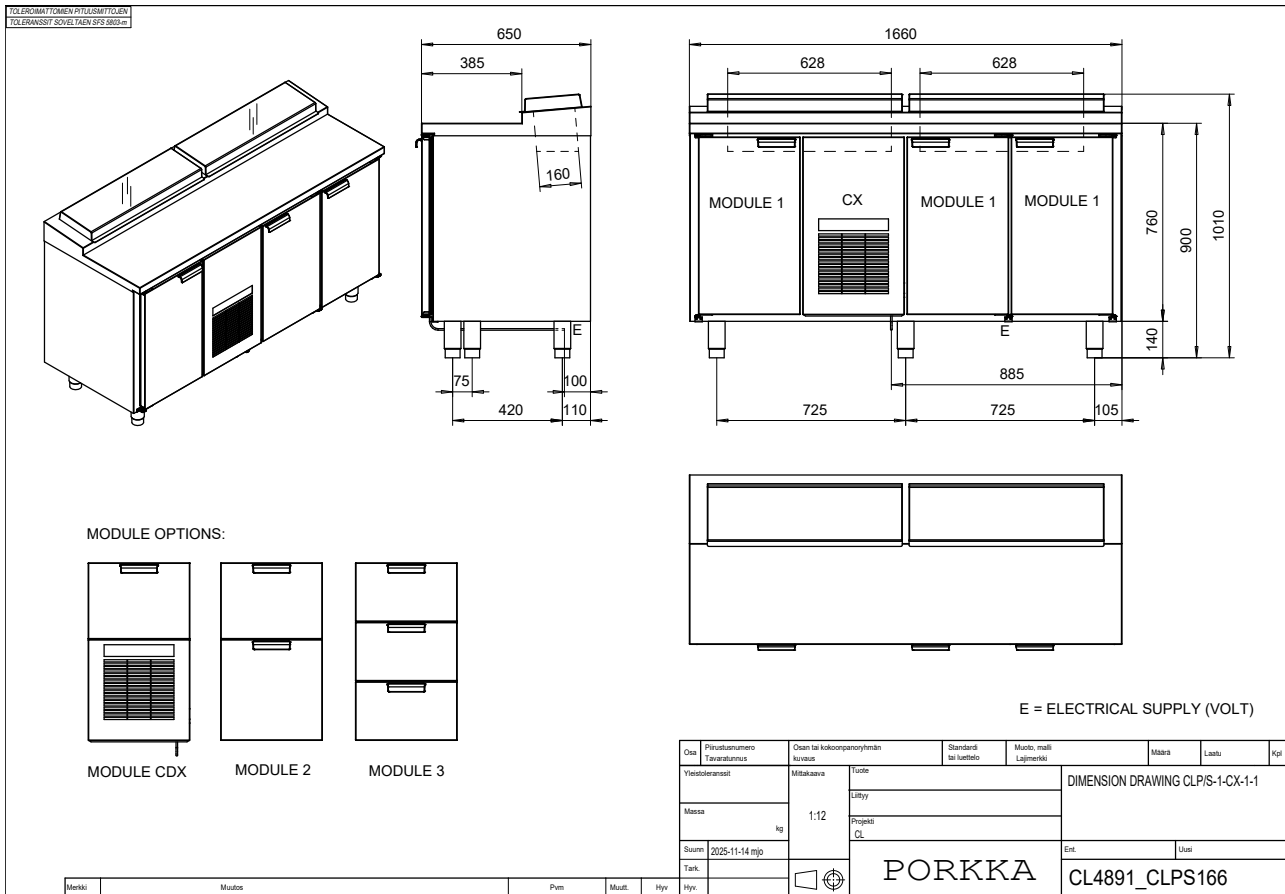 TOLEROIMATTOMIEN PITUUSMITTOJEN
TOLERANSSIT SOVELTAEN SFS 5803-m
650
385
160
E
75
100
420
110
1660
628
628
MODULE 1
CX
MODULE 1
MODULE 1
760
900
1010
140
E
885
725
725
105
MODULE OPTIONS:
MODULE CDX
MODULE 2
MODULE 3
E = ELECTRICAL SUPPLY (VOLT)
Osa
Piirustusnumero
Tavaratunnus
Osan tai kokoonpanoryhmän
kuvaus
Standardi
tai luettelo
Muoto, malli
Lajimerkki
Määrä
Laatu
Kpl
Yleistoleranssit
Mittakaava
Tuote
DIMENSION DRAWING CLP/S-1-CX-1-1
Liittyy
Massa
kg
1:12
Projekti
CL
Suunn
2025-11-14 mjo
Ent.
Uusi
Tark.
PORKKA
CL4891_CLPS166
Merkki
Muutos
Pvm
Muutt.
Hyv
Hyv.